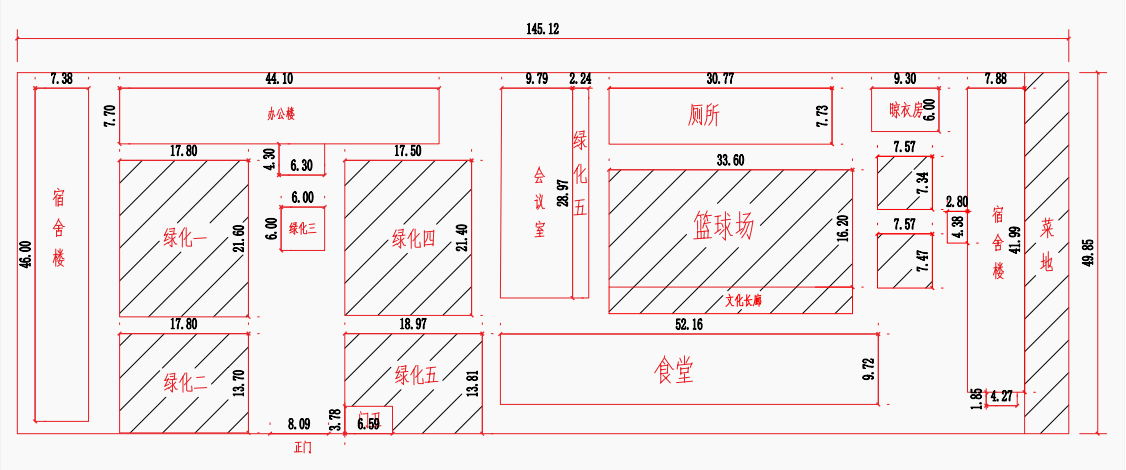 145.12
7.38
44.10
9.79
2.24
30.77
9.30
7.88
7.70
办公楼
厕所
7.73
晾衣房
6.00
17.80
4.30
6.30
17.50
绿化五
33.60
7.57
7.34
宿舍楼
46.00
绿化一
21.60
6.00
6.00
绿化三
绿化四
21.40
会议室
28.97
篮球场
16.20
2.80
4.38
宿舍楼
41.99
菜地
49.85
7.57
7.47
文化长廊
17.80
18.97
52.16
绿化二
13.70
绿化五
13.81
食堂
9.72
1.85
4.27
8.09
3.78
门卫
6.59
正门